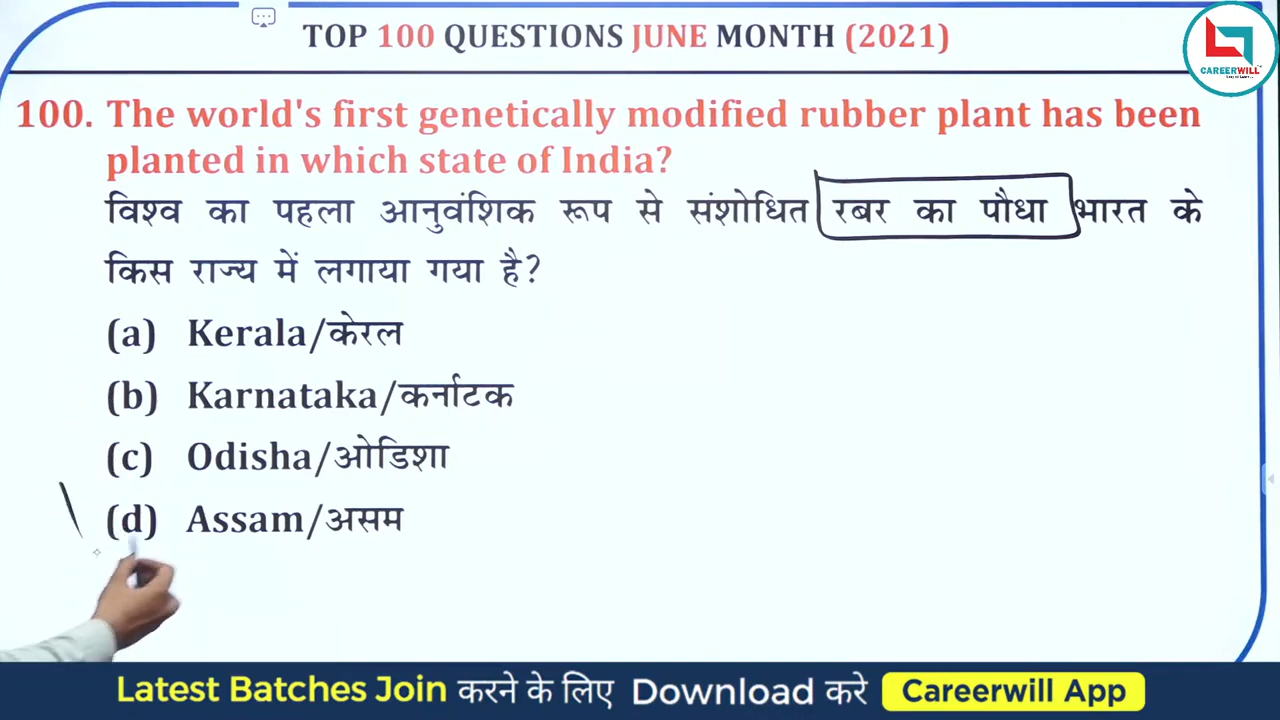 TOP 100 QUESTIONS JUNE MONTH (2021)
CAREERWILL
100. The world's first genetically modified rubber plant has been
planted in which state of India?
विश्व का पहला आनुवंशिक रूप से संशोधित रबर का पौधा भारत के
किस राज्य में लगाया गया है?
(a) Kerala/केरल
(b) Karnataka/कर्नाटक
(c) Odisha/ओडिशा
(d) Assam/असम
Latest Batches Join करने के लिए Download करे Careerwill App